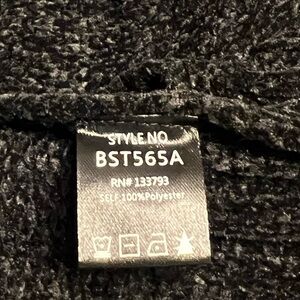 STYLE NO.
BST565A
RN# 133793
SELF:100%Polyester